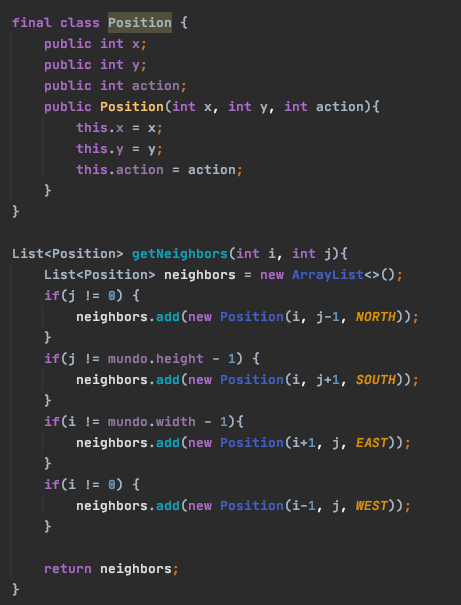 final class Position {
    public int x;
    public int y;
    public int action;
    public Position(int x, int y, int action){
        this.x = x;
        this.y = y;
        this.action = action;
    }
}

List<Position> getNeighbors(int i, int j){
    List<Position> neighbors = new ArrayList<>();
    if(j != 0) {
        neighbors.add(new Position(i, j-1, NORTH));
    }
    if(j != mundo.height - 1) {
        neighbors.add(new Position(i, j+1, SOUTH));
    }
    if(i != mundo.width - 1){
        neighbors.add(new Position(i+1, j, EAST));
    }
    if(i != 0) {
        neighbors.add(new Position(i-1, j, WEST));
    }

    return neighbors;
}